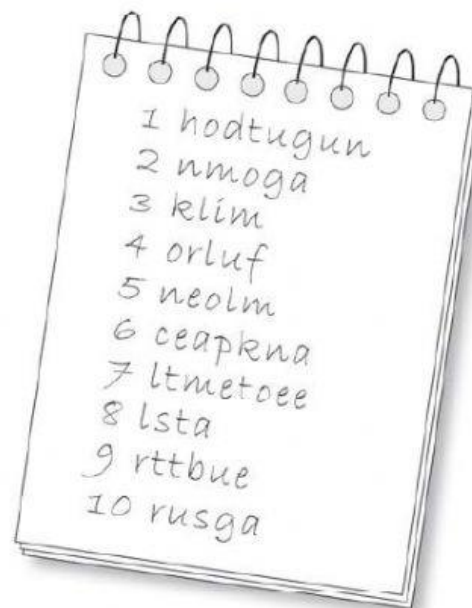 1 hodtugun
2 nmoga
3 klim
4 orluf
5 neolm
6 ceapkna
7 ltmetoee
8 lsta
9 rttbue
10 rusga